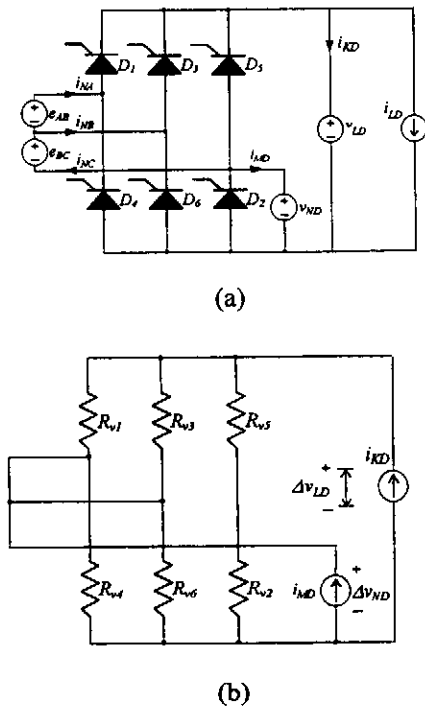 D1 D3 D5
iKD
iNA
eAB
iNB
eBC
iNC
iMD
vLD
iLD
D4 D6 D2
vND
(a)
Rv1 Rv3 Rv5
iKD
ΔvLD
Rv4 Rv6 Rv2
iMD
ΔvND
(b)